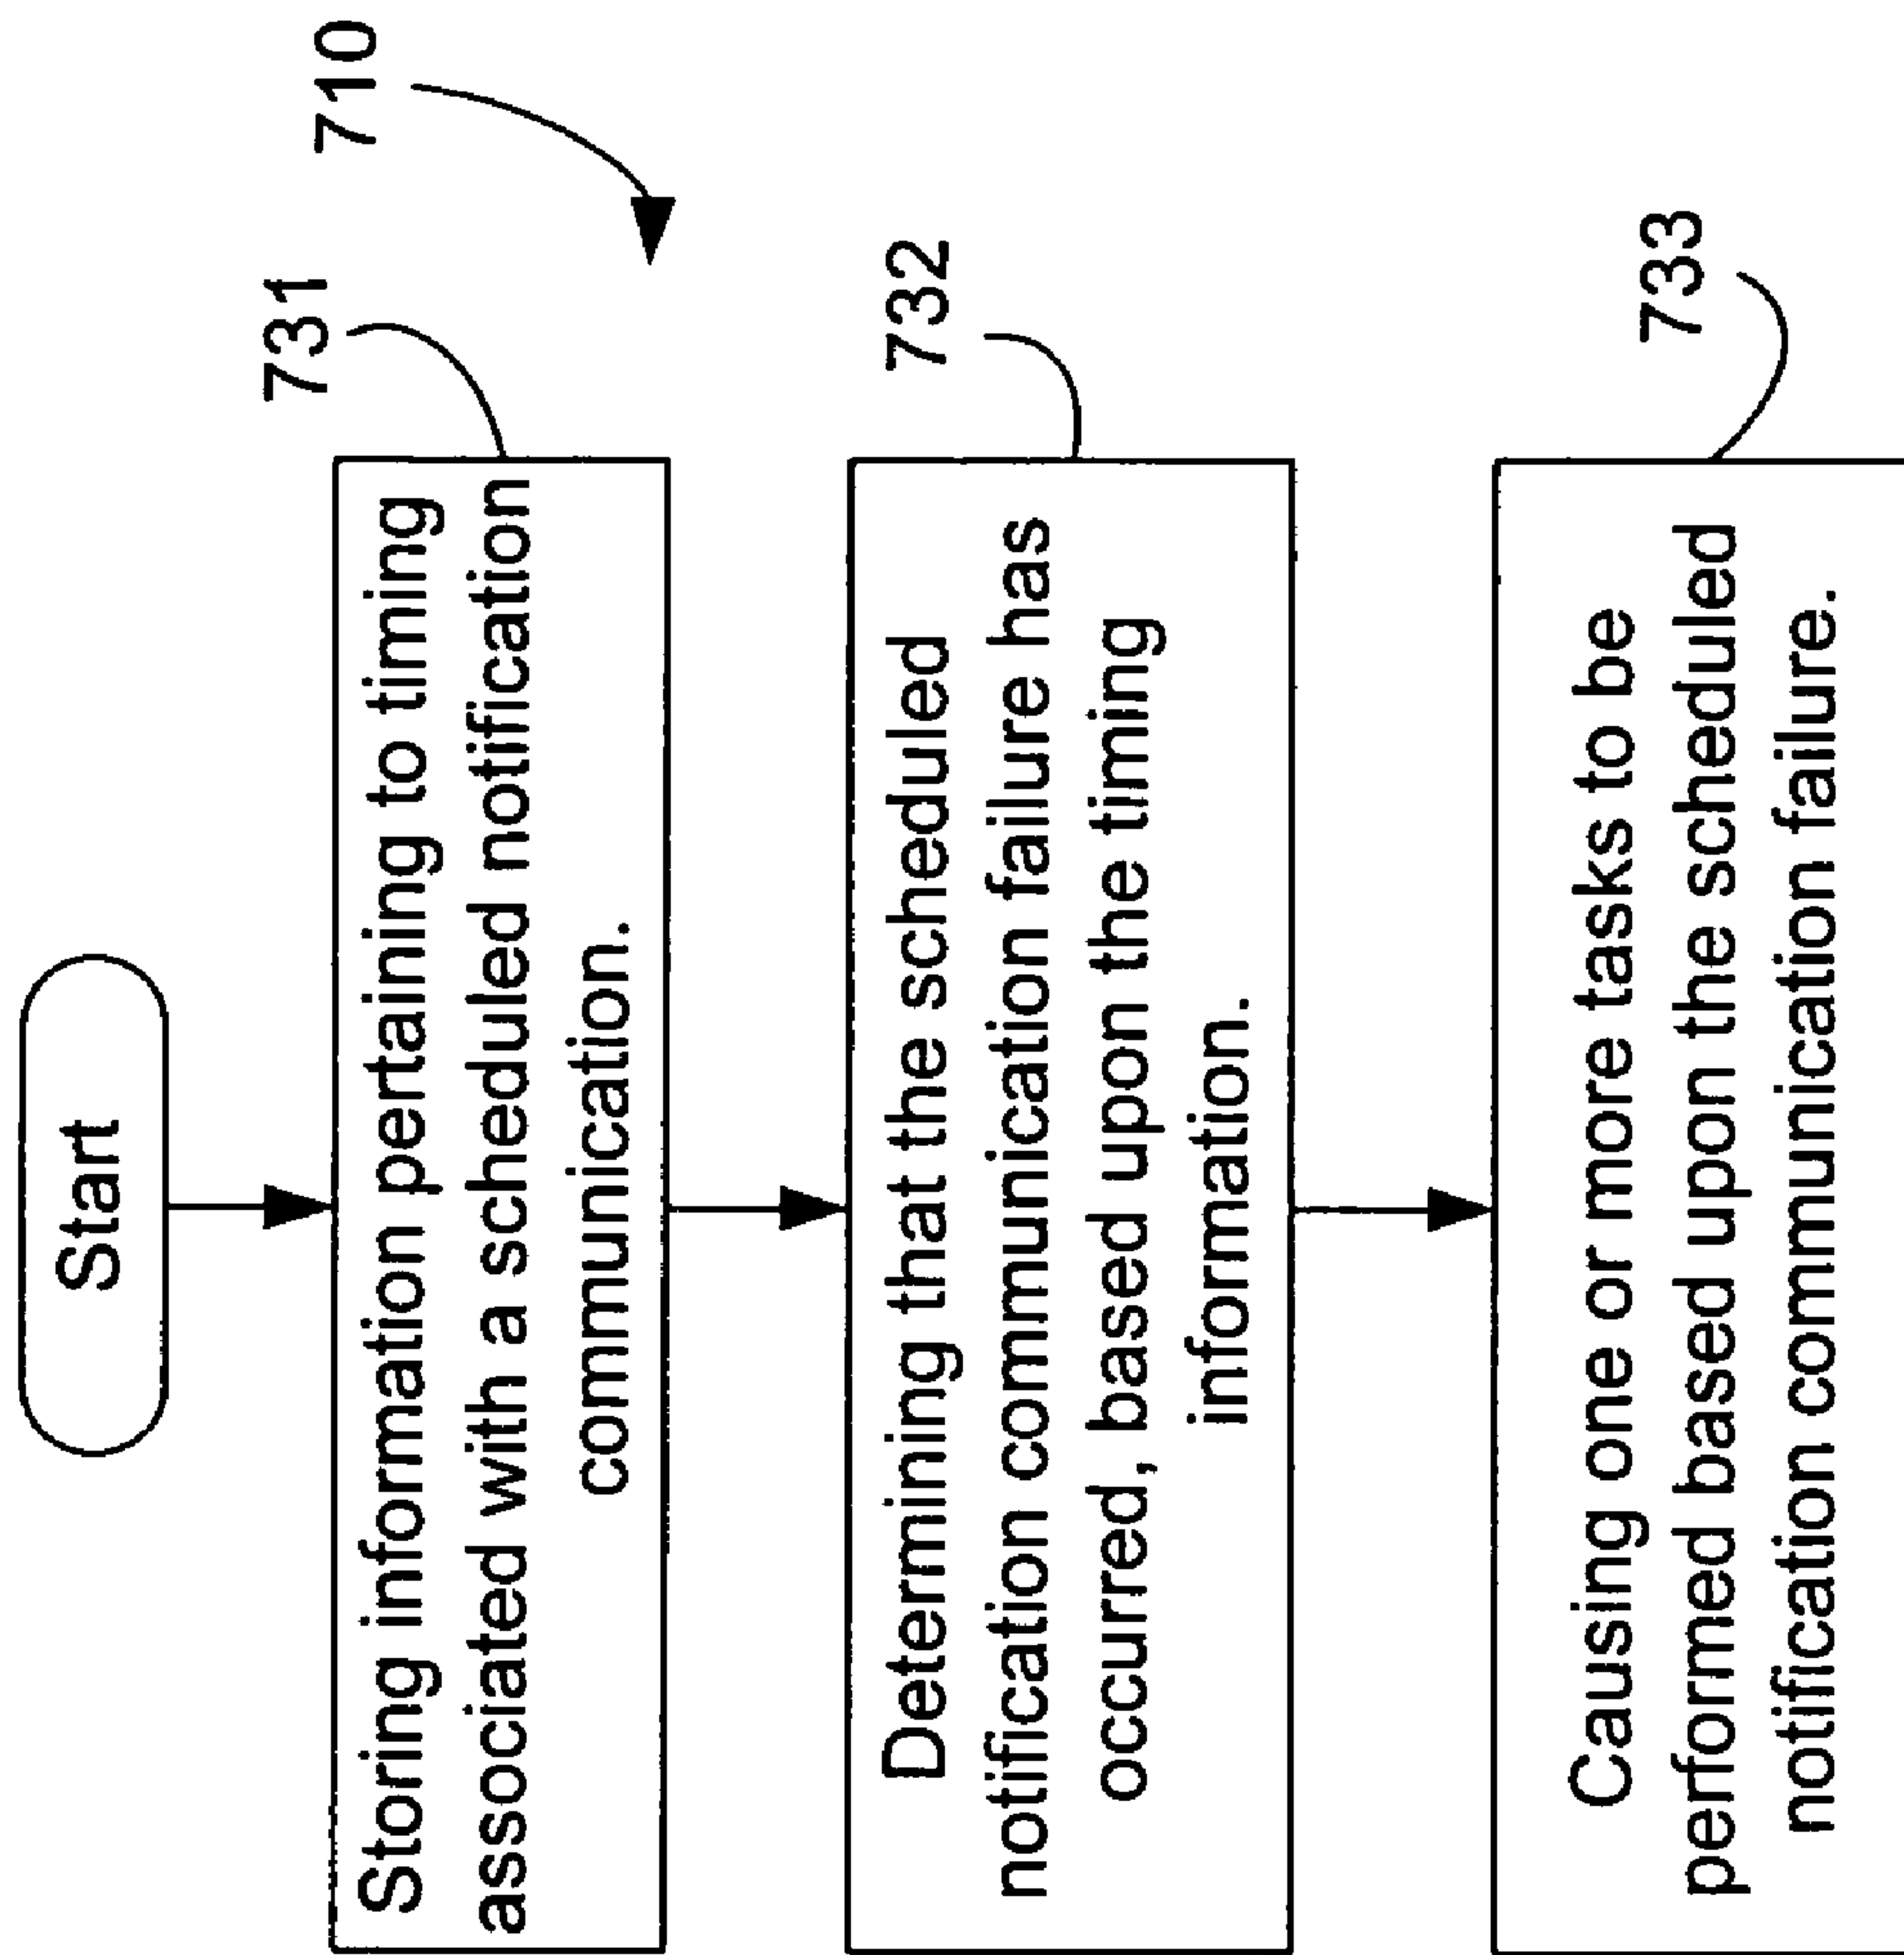 710
Start
731
Storing information pertaining to timing
associated with a scheduled notification
communication.
732
Determining that the scheduled
notification communication failure has
occurred, based upon the timing
information.
733
Causing one or more tasks to be
performed based upon the scheduled
notification communication failure.